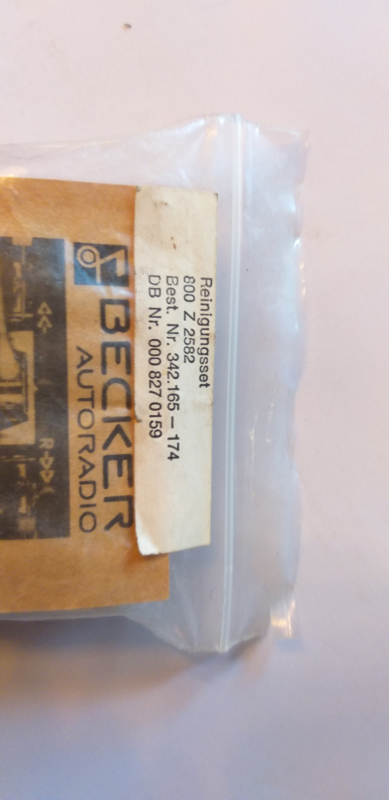 Reinigungsset
800 Z 2582
Best. Nr. 342.165 – 174
DB Nr. 000 827 0159
BECKER
AUTORADIO
R